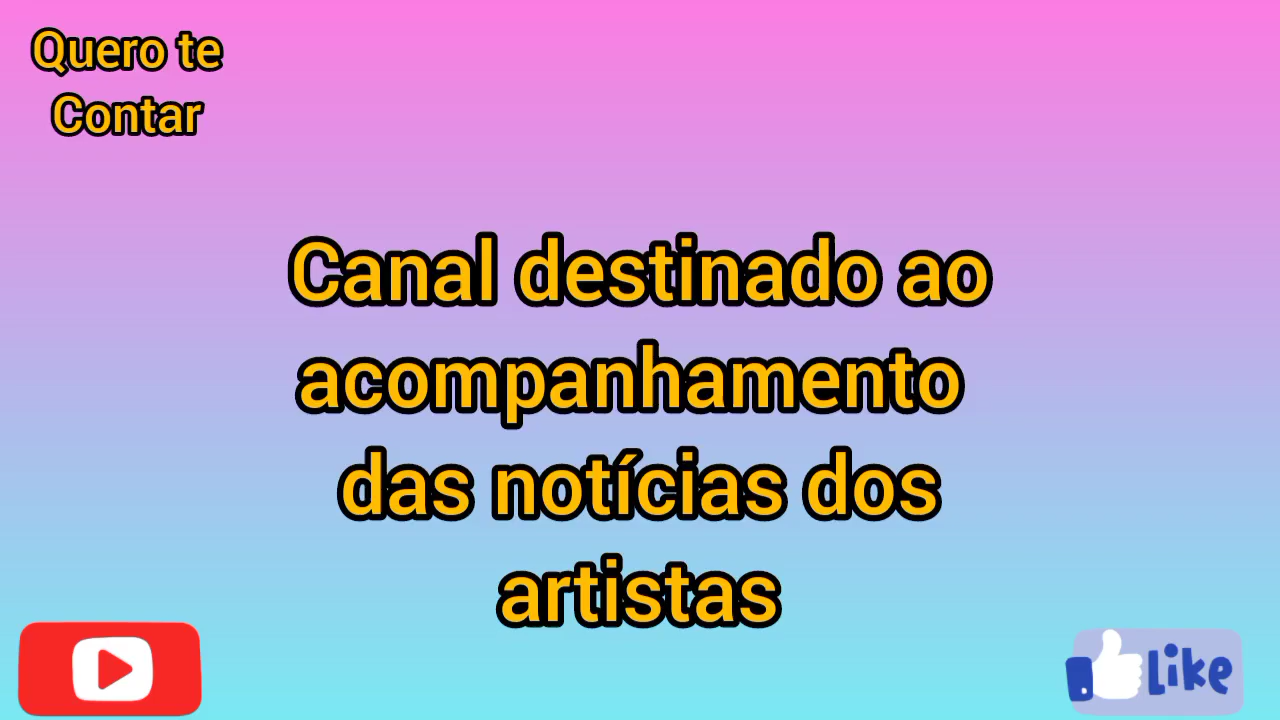 Quero te
Contar
Canal destinado ao
acompanhamento
das notícias dos
artistas
Like